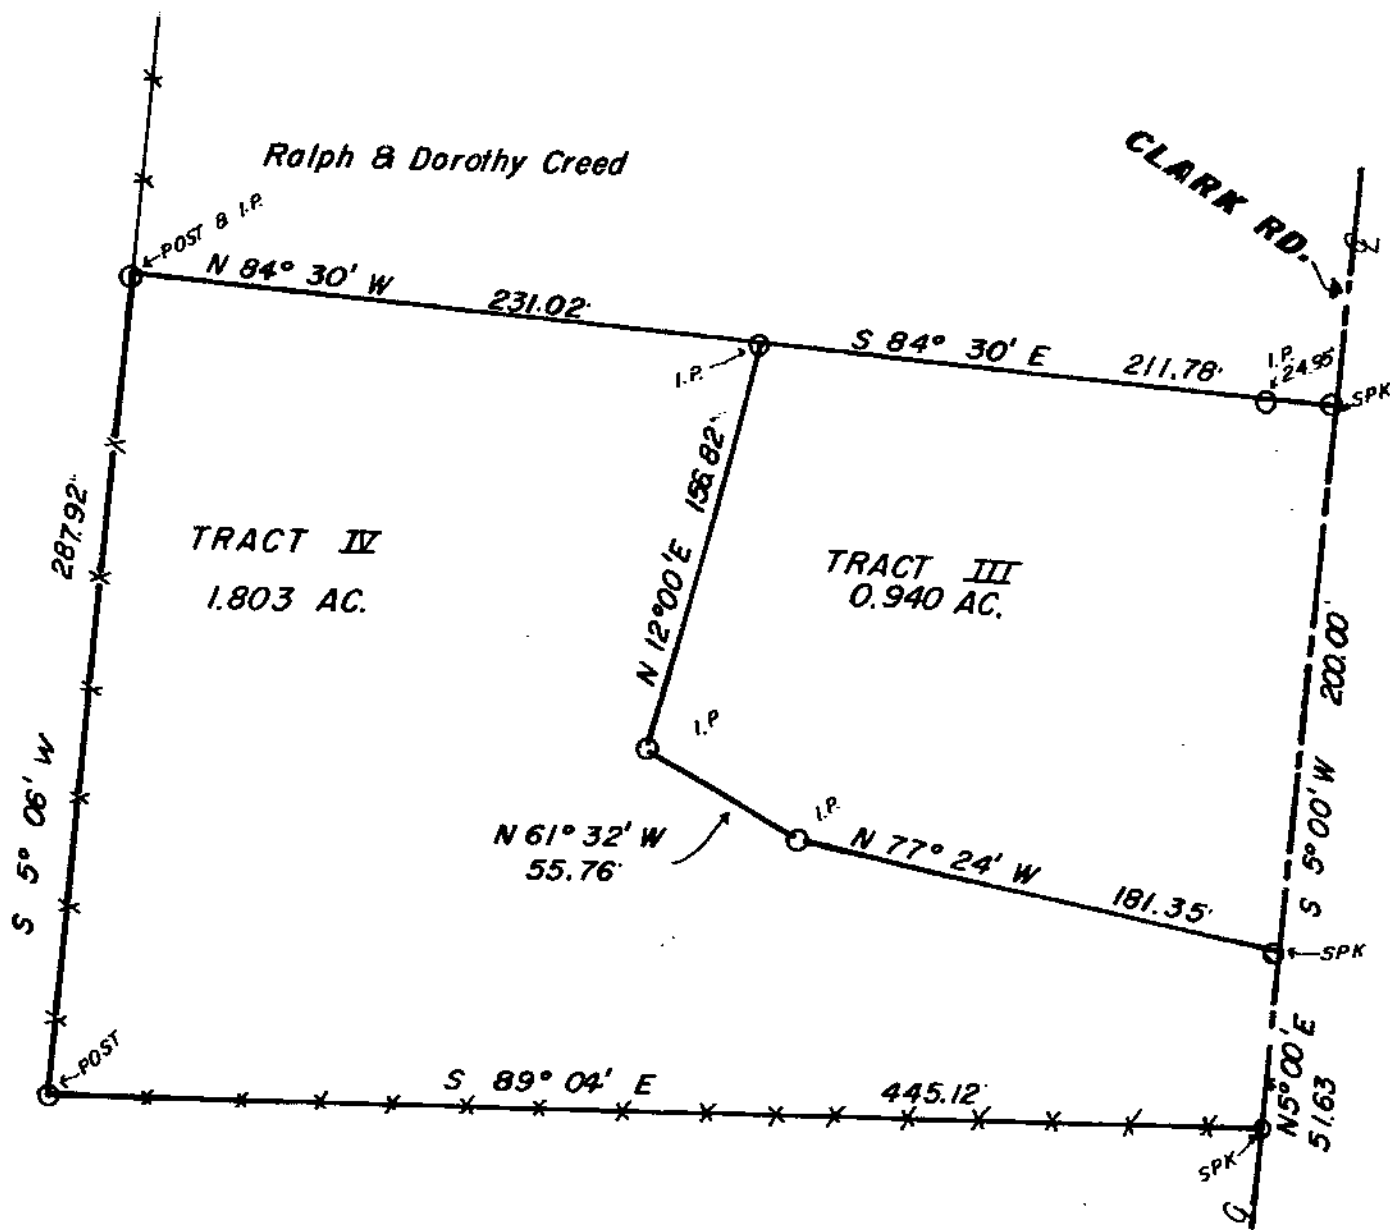 Ralph & Dorothy Creed
CLARK RD.
POST & I.P.
N 84° 30' W 231.02'
S 84° 30' E 211.78'
I.P.
24.95'
SPK
I.P.
287.92'
S 5° 06' W
TRACT IV
1.803 AC.
N 12°00'E 156.82'
TRACT III
0.940 AC.
200.00'
S 5°00' W
I.P
I.P.
N 61° 32' W
55.76'
N 77° 24' W 181.35'
SPK
POST
S 89° 04' E 445.12'
N5°00'E
51.63
SPK